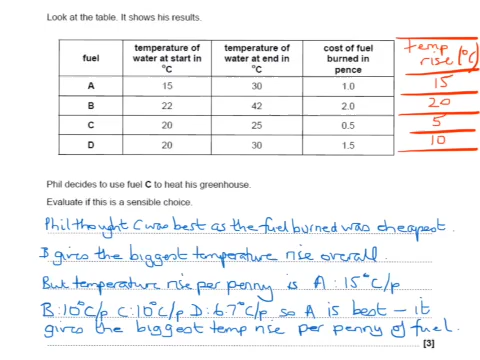 Look at the table. It shows his results.
fuel temperature of water at start in °C temperature of water at end in °C cost of fuel burned in pence temp rise (°C)
A 15 30 1.0 15
B 22 42 2.0 20
C 20 25 0.5 5
D 20 30 1.5 10
Phil decides to use fuel C to heat his greenhouse.
Evaluate if this is a sensible choice.
Phil thought C was best as the fuel burned was cheapest.
B gives the biggest temperature rise overall.
But temperature rise per penny is A: 15°C/p
B: 10°C/p C: 10°C/p D: 6.7°C/p so A is best – it
gives the biggest temp rise per penny of fuel.
[3]